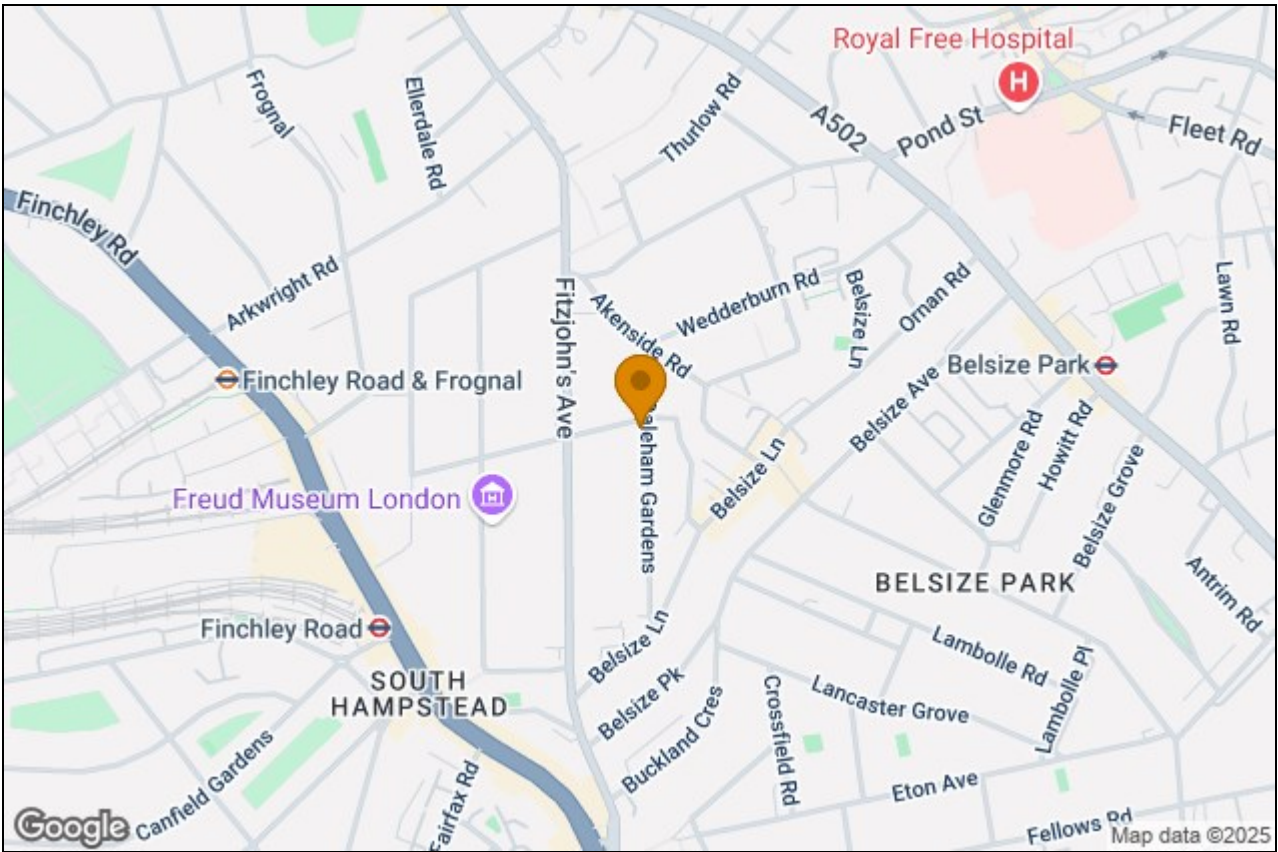 Royal Free Hospital
H
Frognal
Ellerdale Rd
Thurlow Rd
A502
Pond St
Fleet Rd
Finchley Rd
Arkwright Rd
Fitzjohn's Ave
Akenside Rd
Wedderburn Rd
Belsize Ln
Ornan Rd
Lawn Rd
Finchley Road & Frognal
Belsize Park
Belsize Ave
Glenmore Rd
Howitt Rd
Belsize Grove
Freud Museum London
Gardens
Belsize Ln
BELSIZE PARK
Antrim Rd
Finchley Road
SOUTH
HAMPSTEAD
Belsize Ln
Belsize Pk
Buckland Cres
Crossfield Rd
Lancaster Grove
Lambolle Rd
Lambolle Pl
Eton Ave
Fellows Rd
Canfield Gardens
Fairfax Rd
Google
Map data ©2025